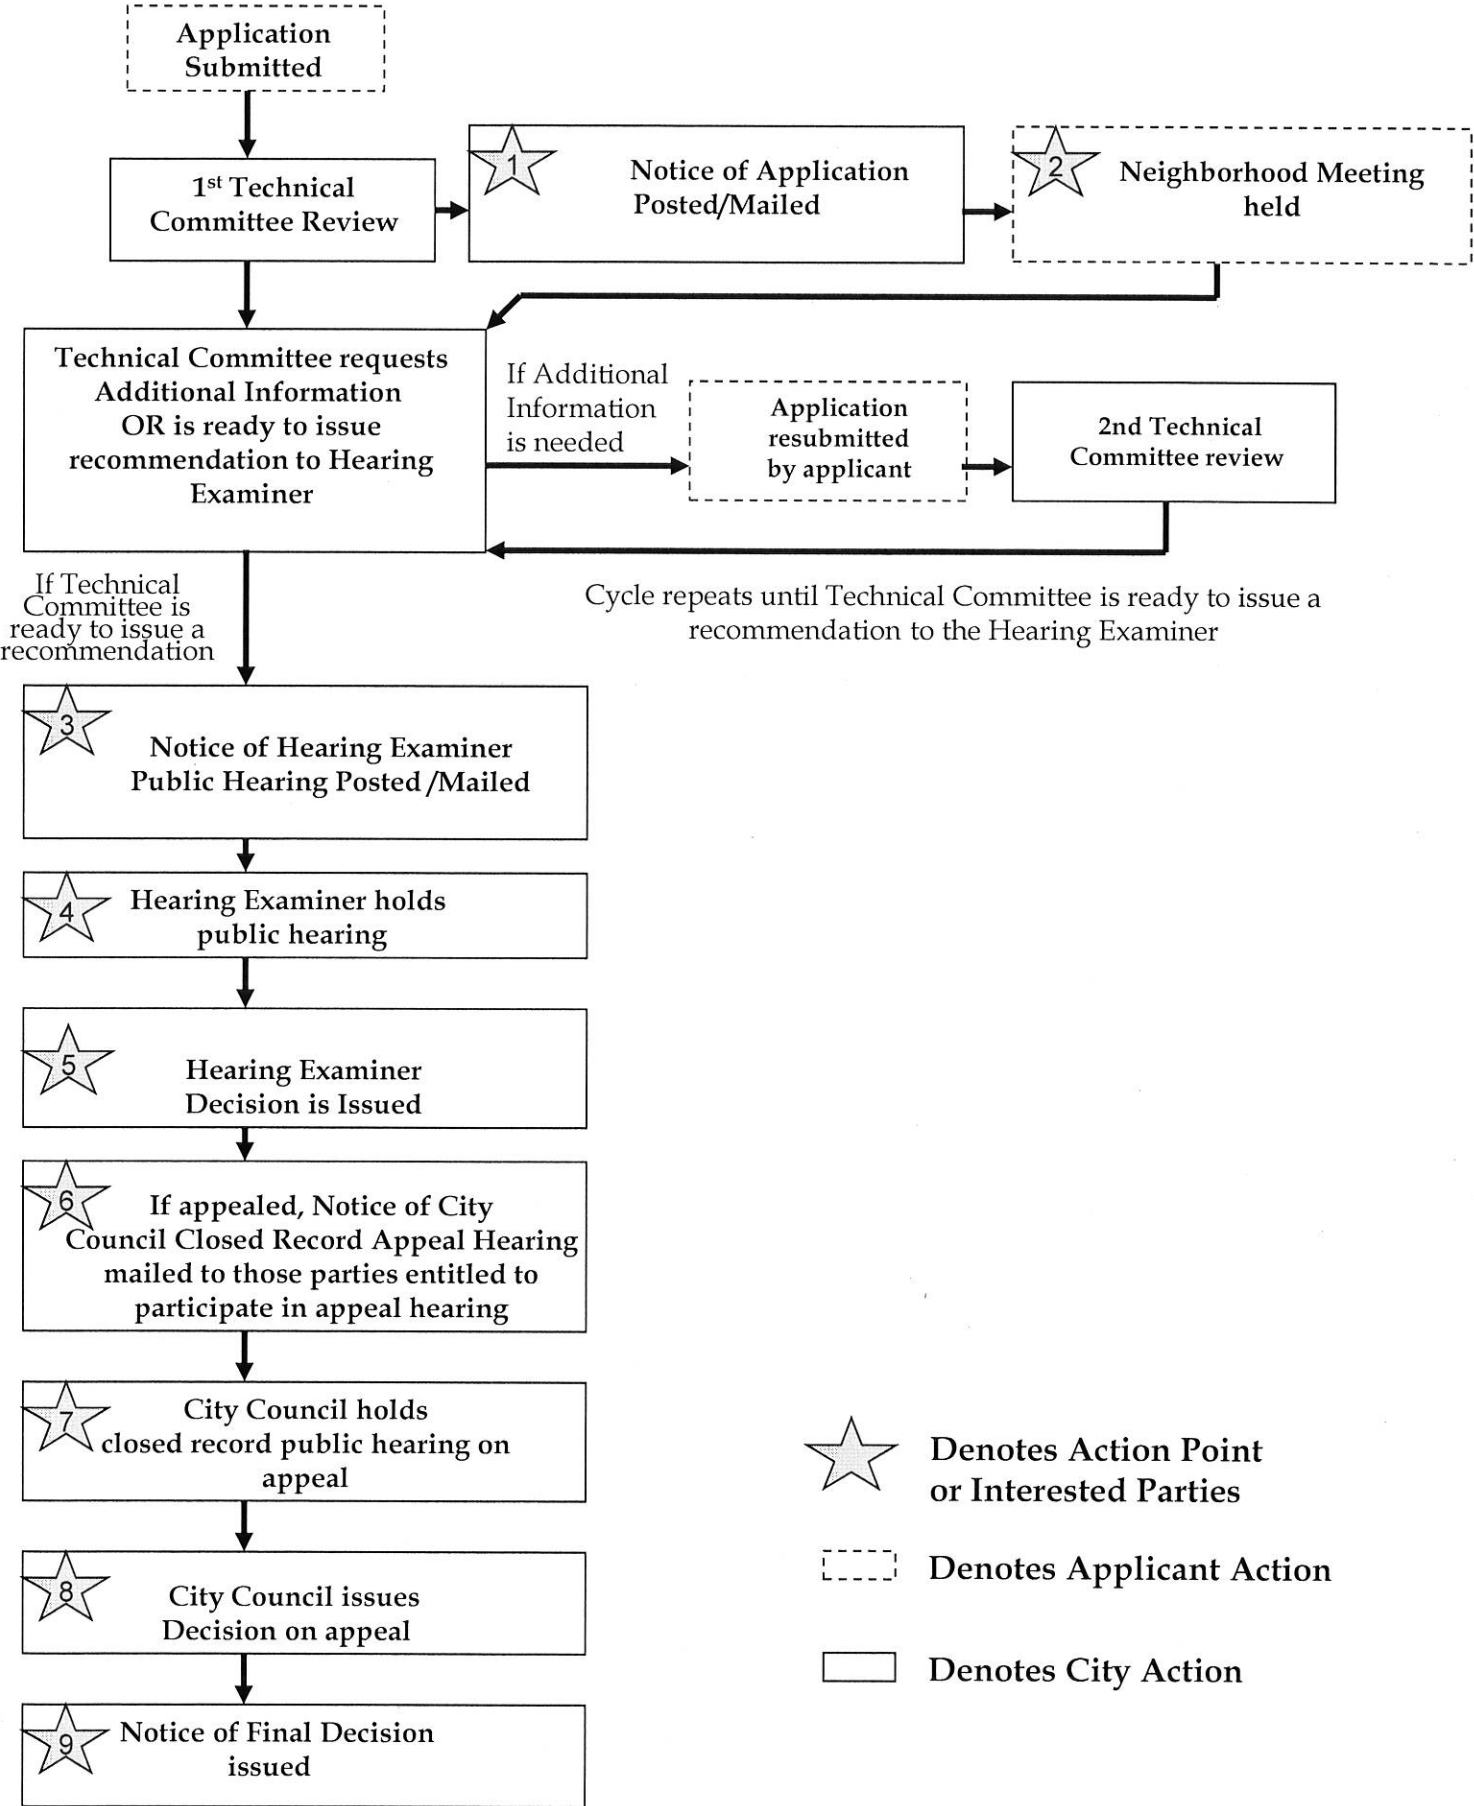 Application
Submitted
1st Technical
Committee Review
1
Notice of Application
Posted/Mailed
2
Neighborhood Meeting
held
Technical Committee requests
Additional Information
OR is ready to issue
recommendation to Hearing
Examiner
If Additional
Information
is needed
Application
resubmitted
by applicant
2nd Technical
Committee review
If Technical
Committee is
ready to issue a
recommendation
Cycle repeats until Technical Committee is ready to issue a
recommendation to the Hearing Examiner
3
Notice of Hearing Examiner
Public Hearing Posted /Mailed
4
Hearing Examiner holds
public hearing
5
Hearing Examiner
Decision is Issued
6
If appealed, Notice of City
Council Closed Record Appeal Hearing
mailed to those parties entitled to
participate in appeal hearing
7
City Council holds
closed record public hearing on
appeal
8
City Council issues
Decision on appeal
9
Notice of Final Decision
issued
Denotes Action Point
or Interested Parties
Denotes Applicant Action
Denotes City Action